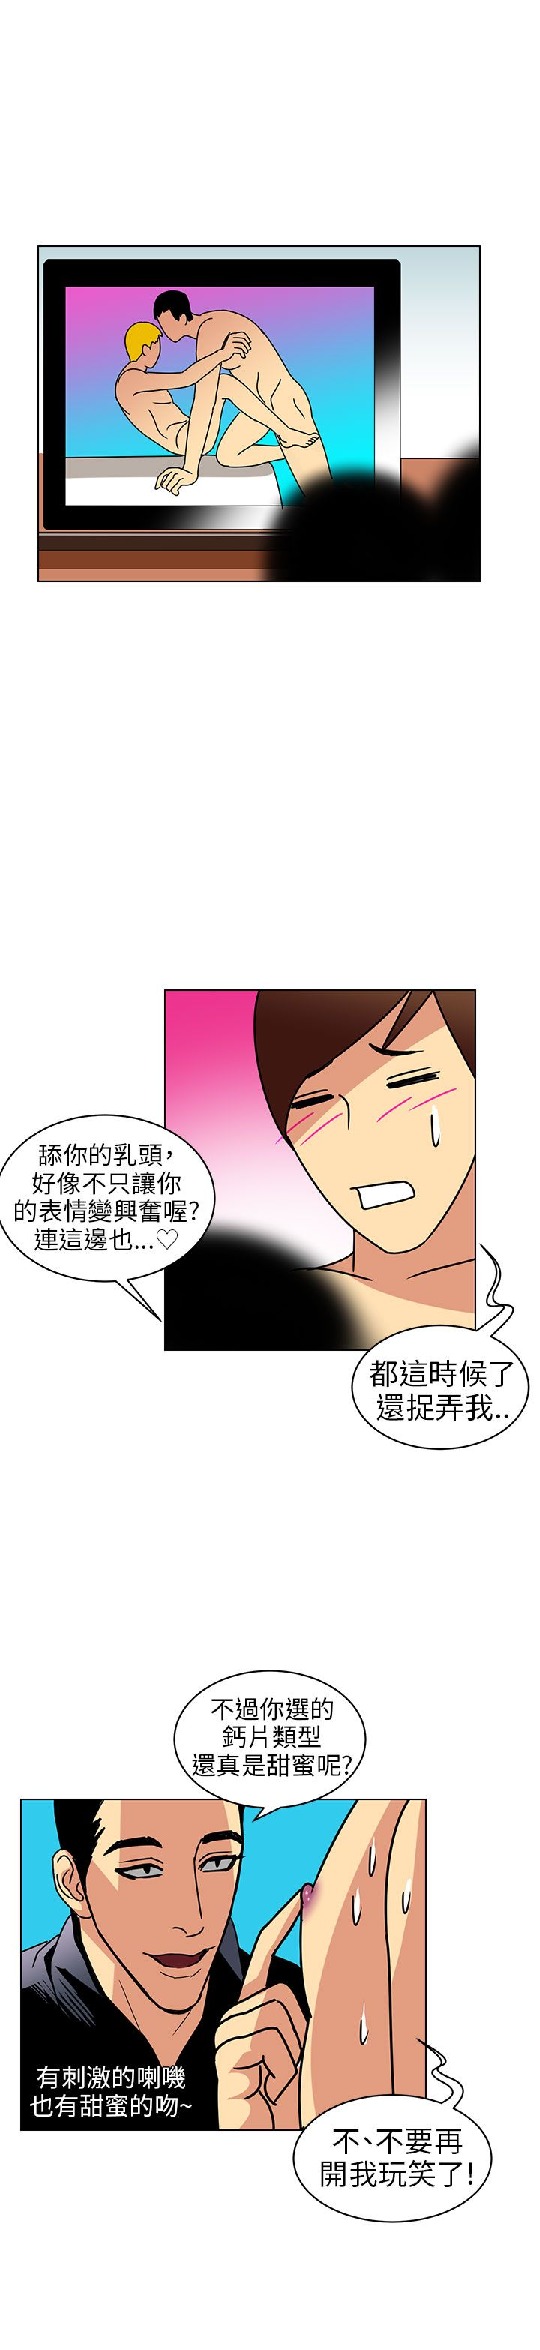 舔你的乳頭，
好像不只讓你
的表情變興奮喔?
連這邊也...♡
都這時候了
還捉弄我..
不過你選的
鈣片類型
還真是甜蜜呢?
有刺激的喇嘰
也有甜蜜的吻~
不、不要再
開我玩笑了!